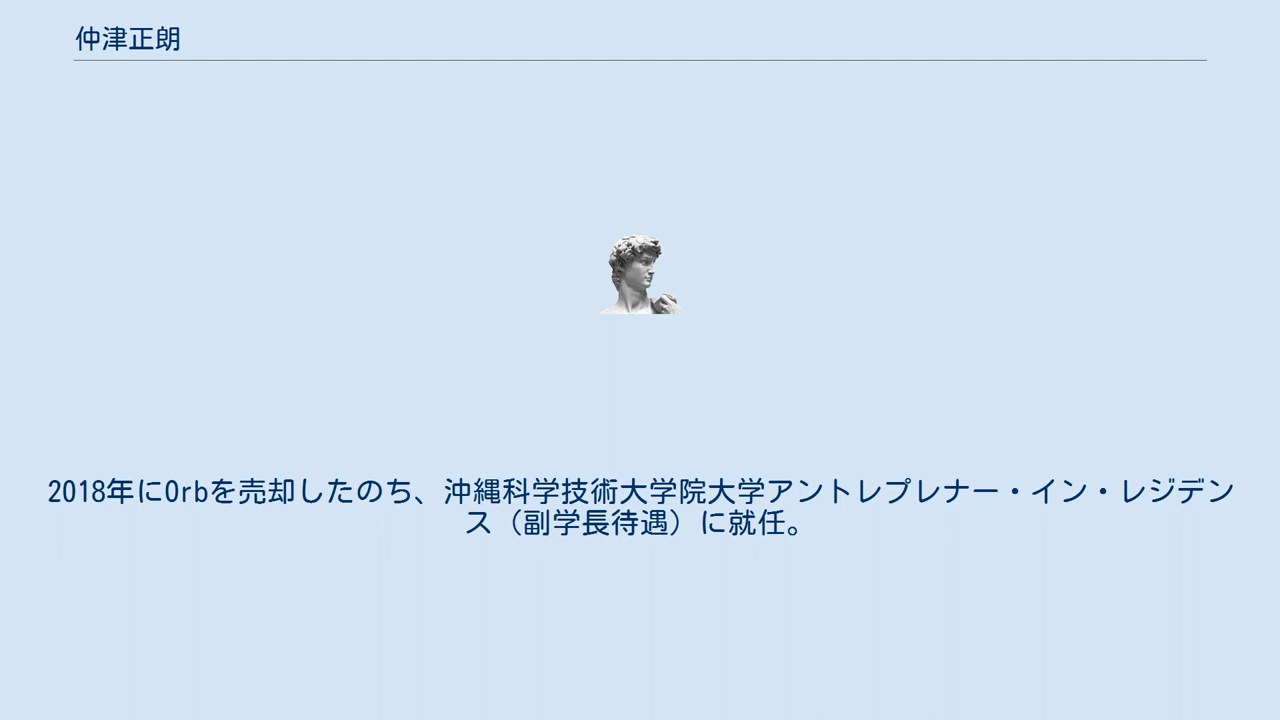 仲津正朗
2018年にOrbを売却したのち、沖縄科学技術大学院大学アントレプレナー・イン・レジデン
ス（副学長待遇）に就任。